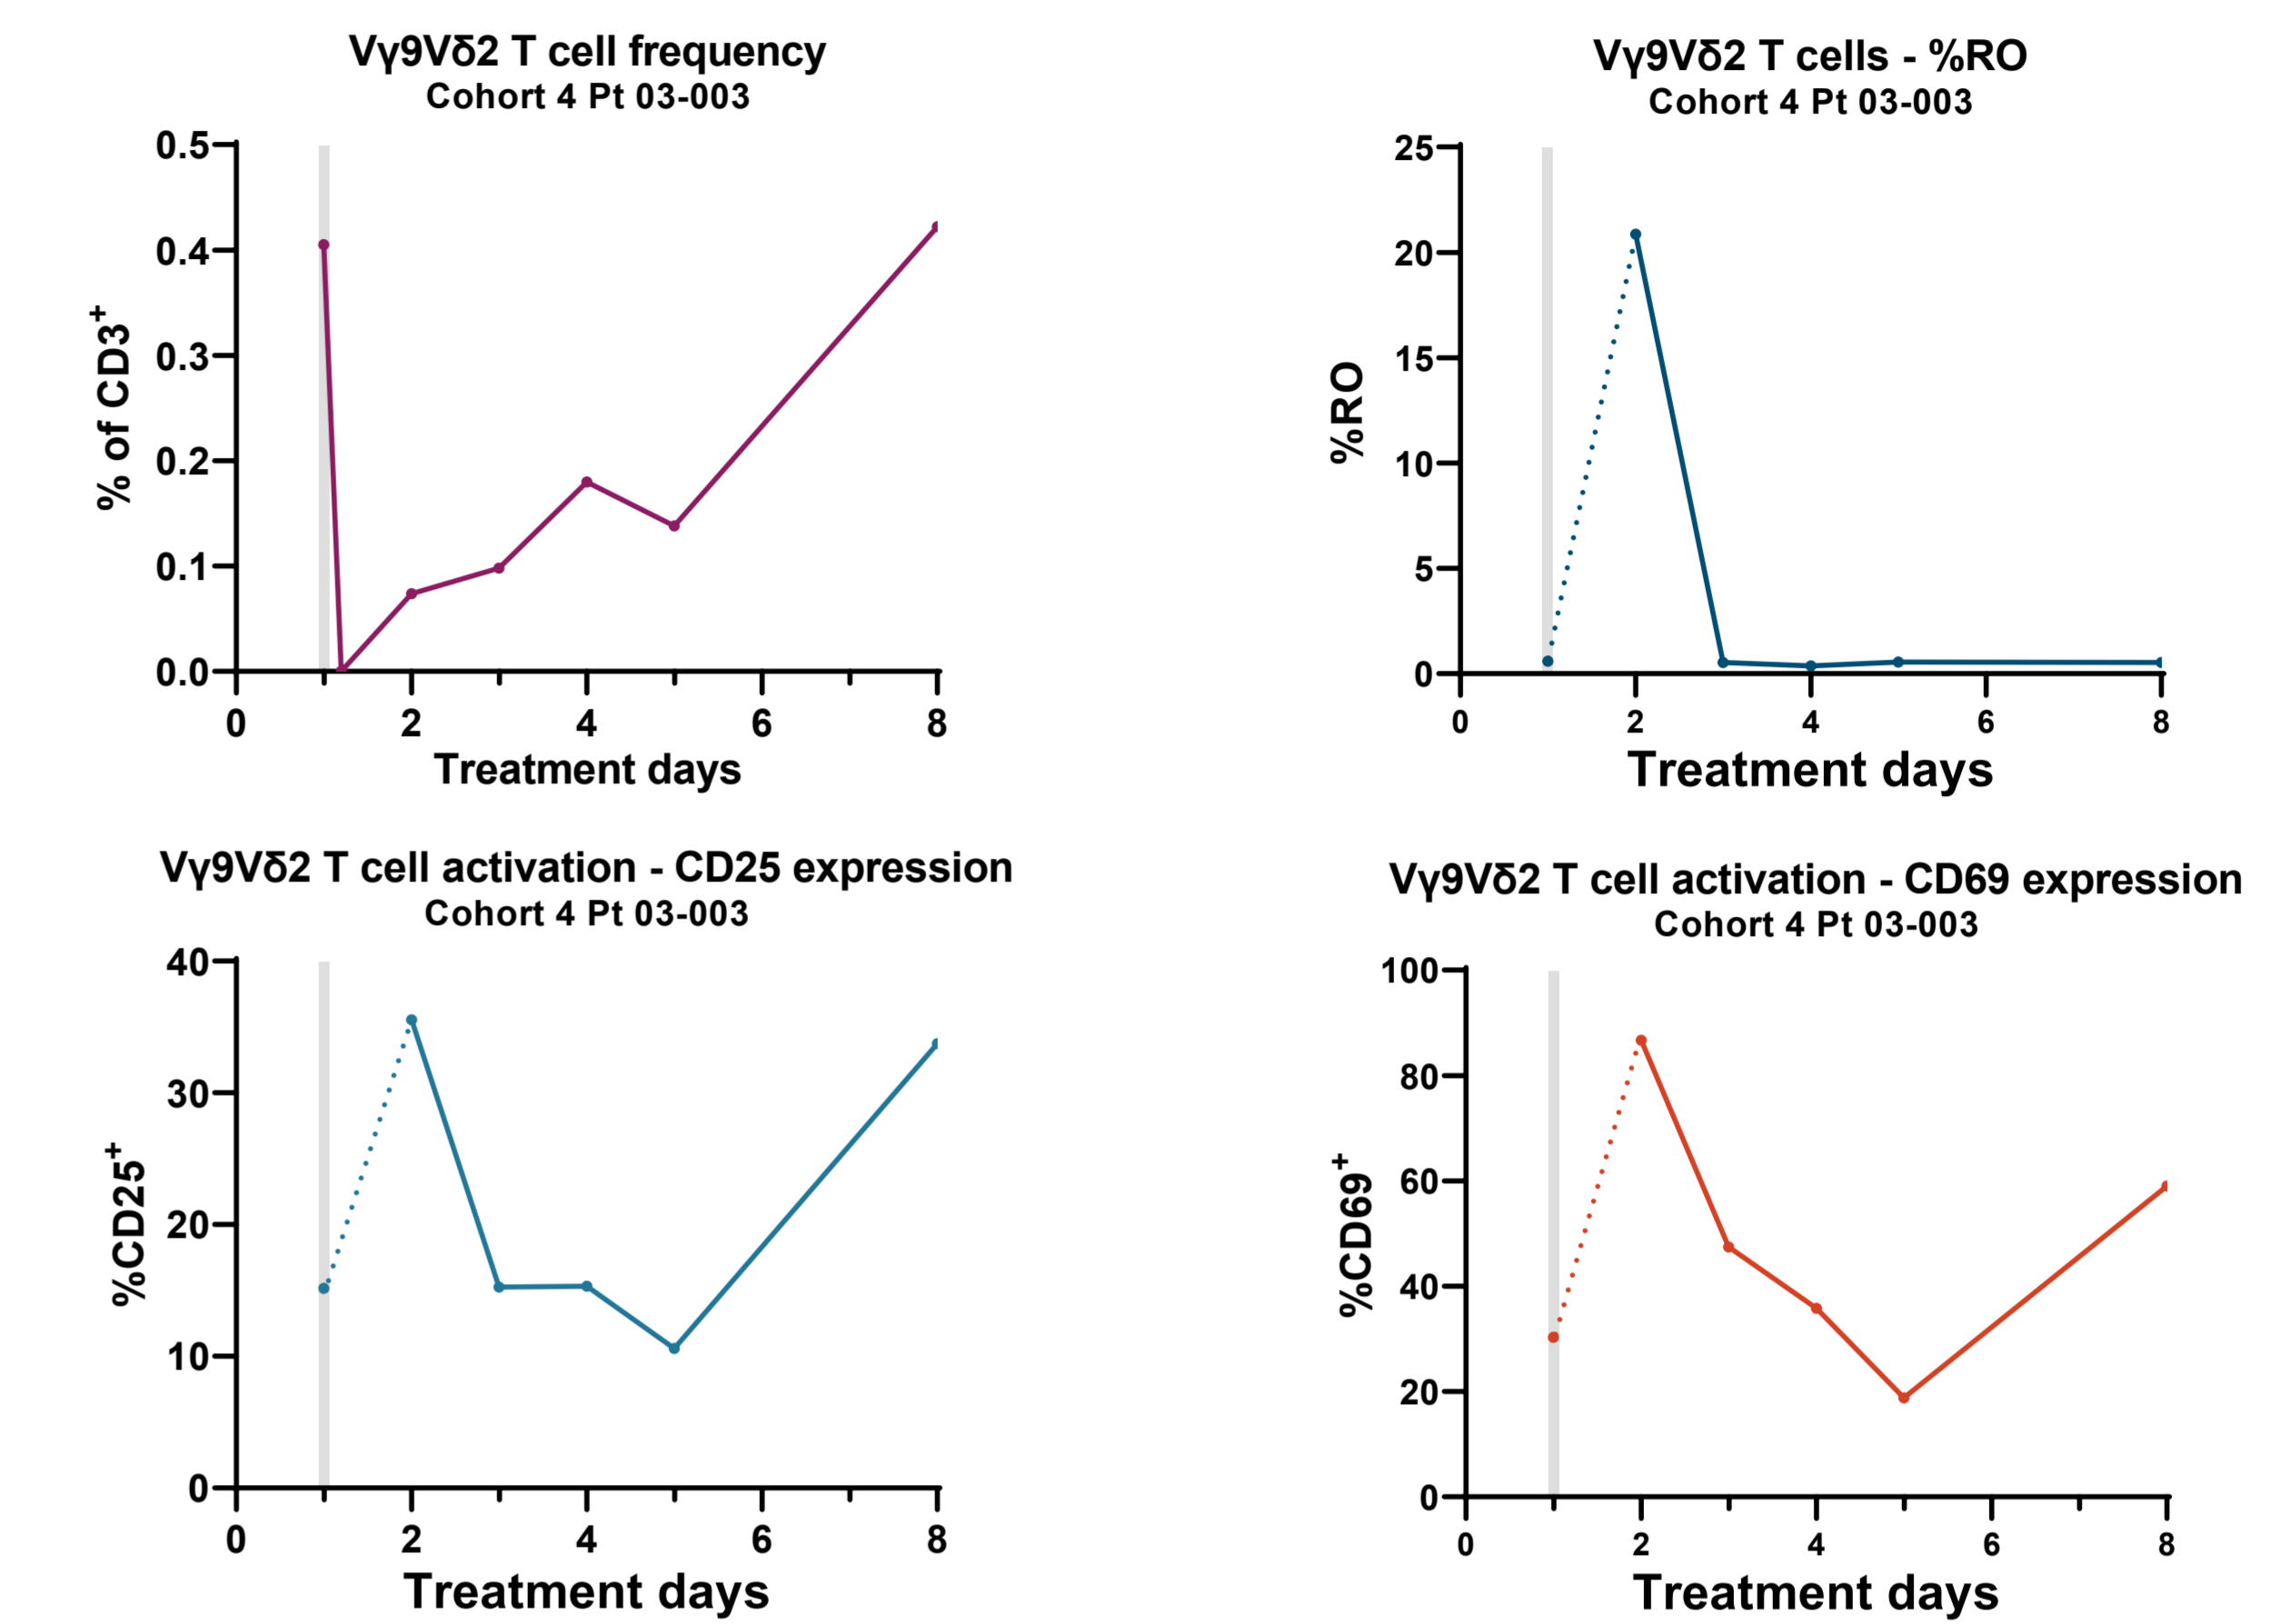 Vγ9Vδ2 T cell frequency
Cohort 4 Pt 03-003
% of CD3+
0.5
0.4
0.3
0.2
0.1
0.0
0 2 4 6 8
Treatment days
Vγ9Vδ2 T cells - %RO
Cohort 4 Pt 03-003
%RO
25
20
15
10
5
0
0 2 4 6 8
Treatment days
Vγ9Vδ2 T cell activation - CD25 expression
Cohort 4 Pt 03-003
%CD25+
40
30
20
10
0
0 2 4 6 8
Treatment days
Vγ9Vδ2 T cell activation - CD69 expression
Cohort 4 Pt 03-003
%CD69+
100
80
60
40
20
0
0 2 4 6 8
Treatment days